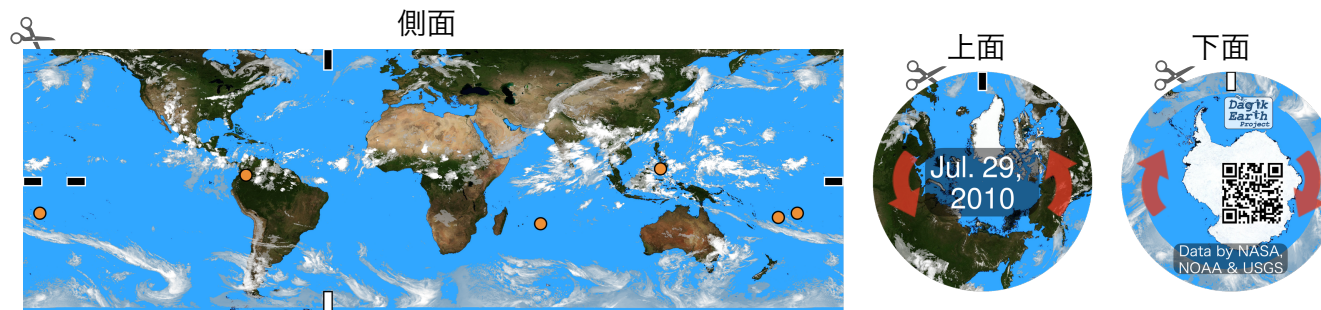 側面
上面
下面
Jul. 29,
2010
Dagik
Earth
Project
Data by NASA,
NOAA & USGS